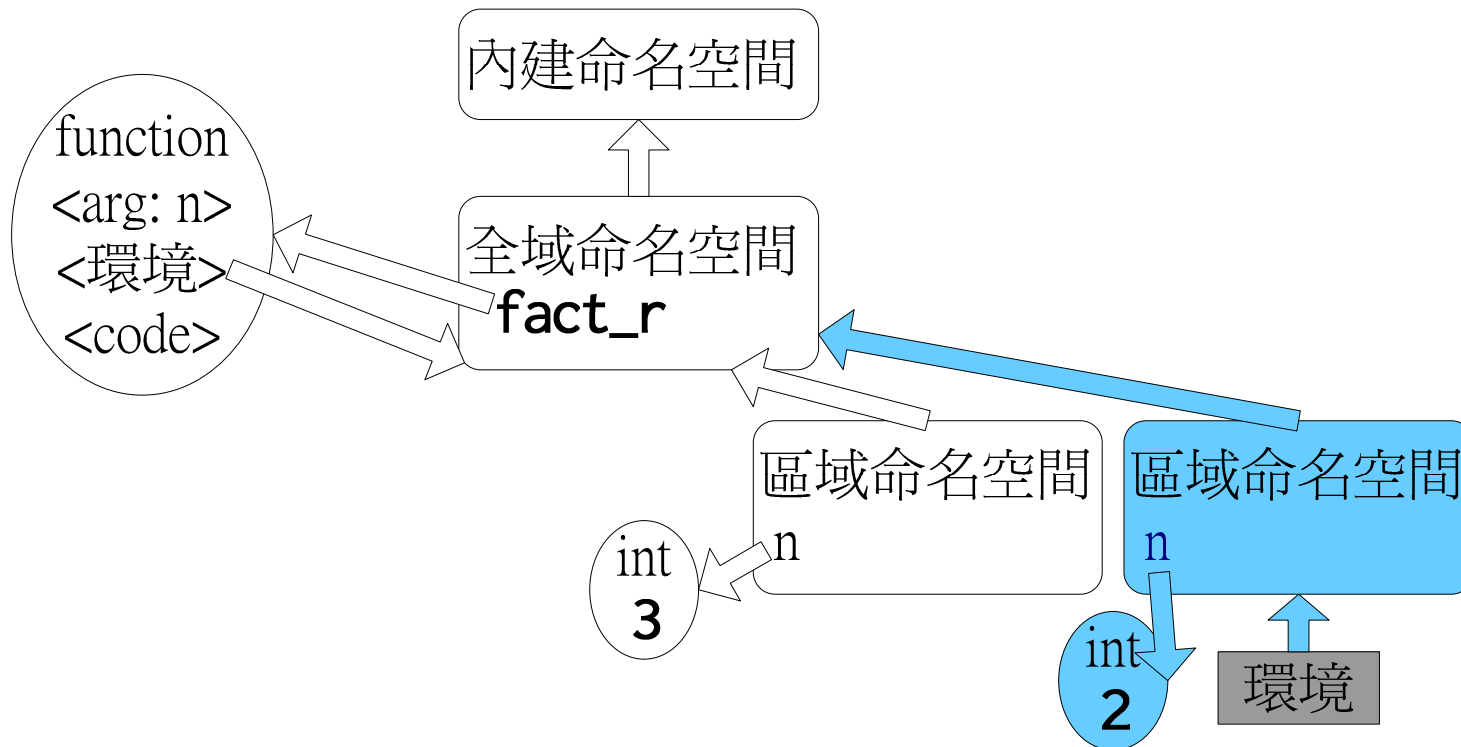 內建命名空間
function
<arg: n>
<環境>
<code>
全域命名空間
fact_r
區域命名空間
n
int
3
區域命名空間
n
int
2
環境